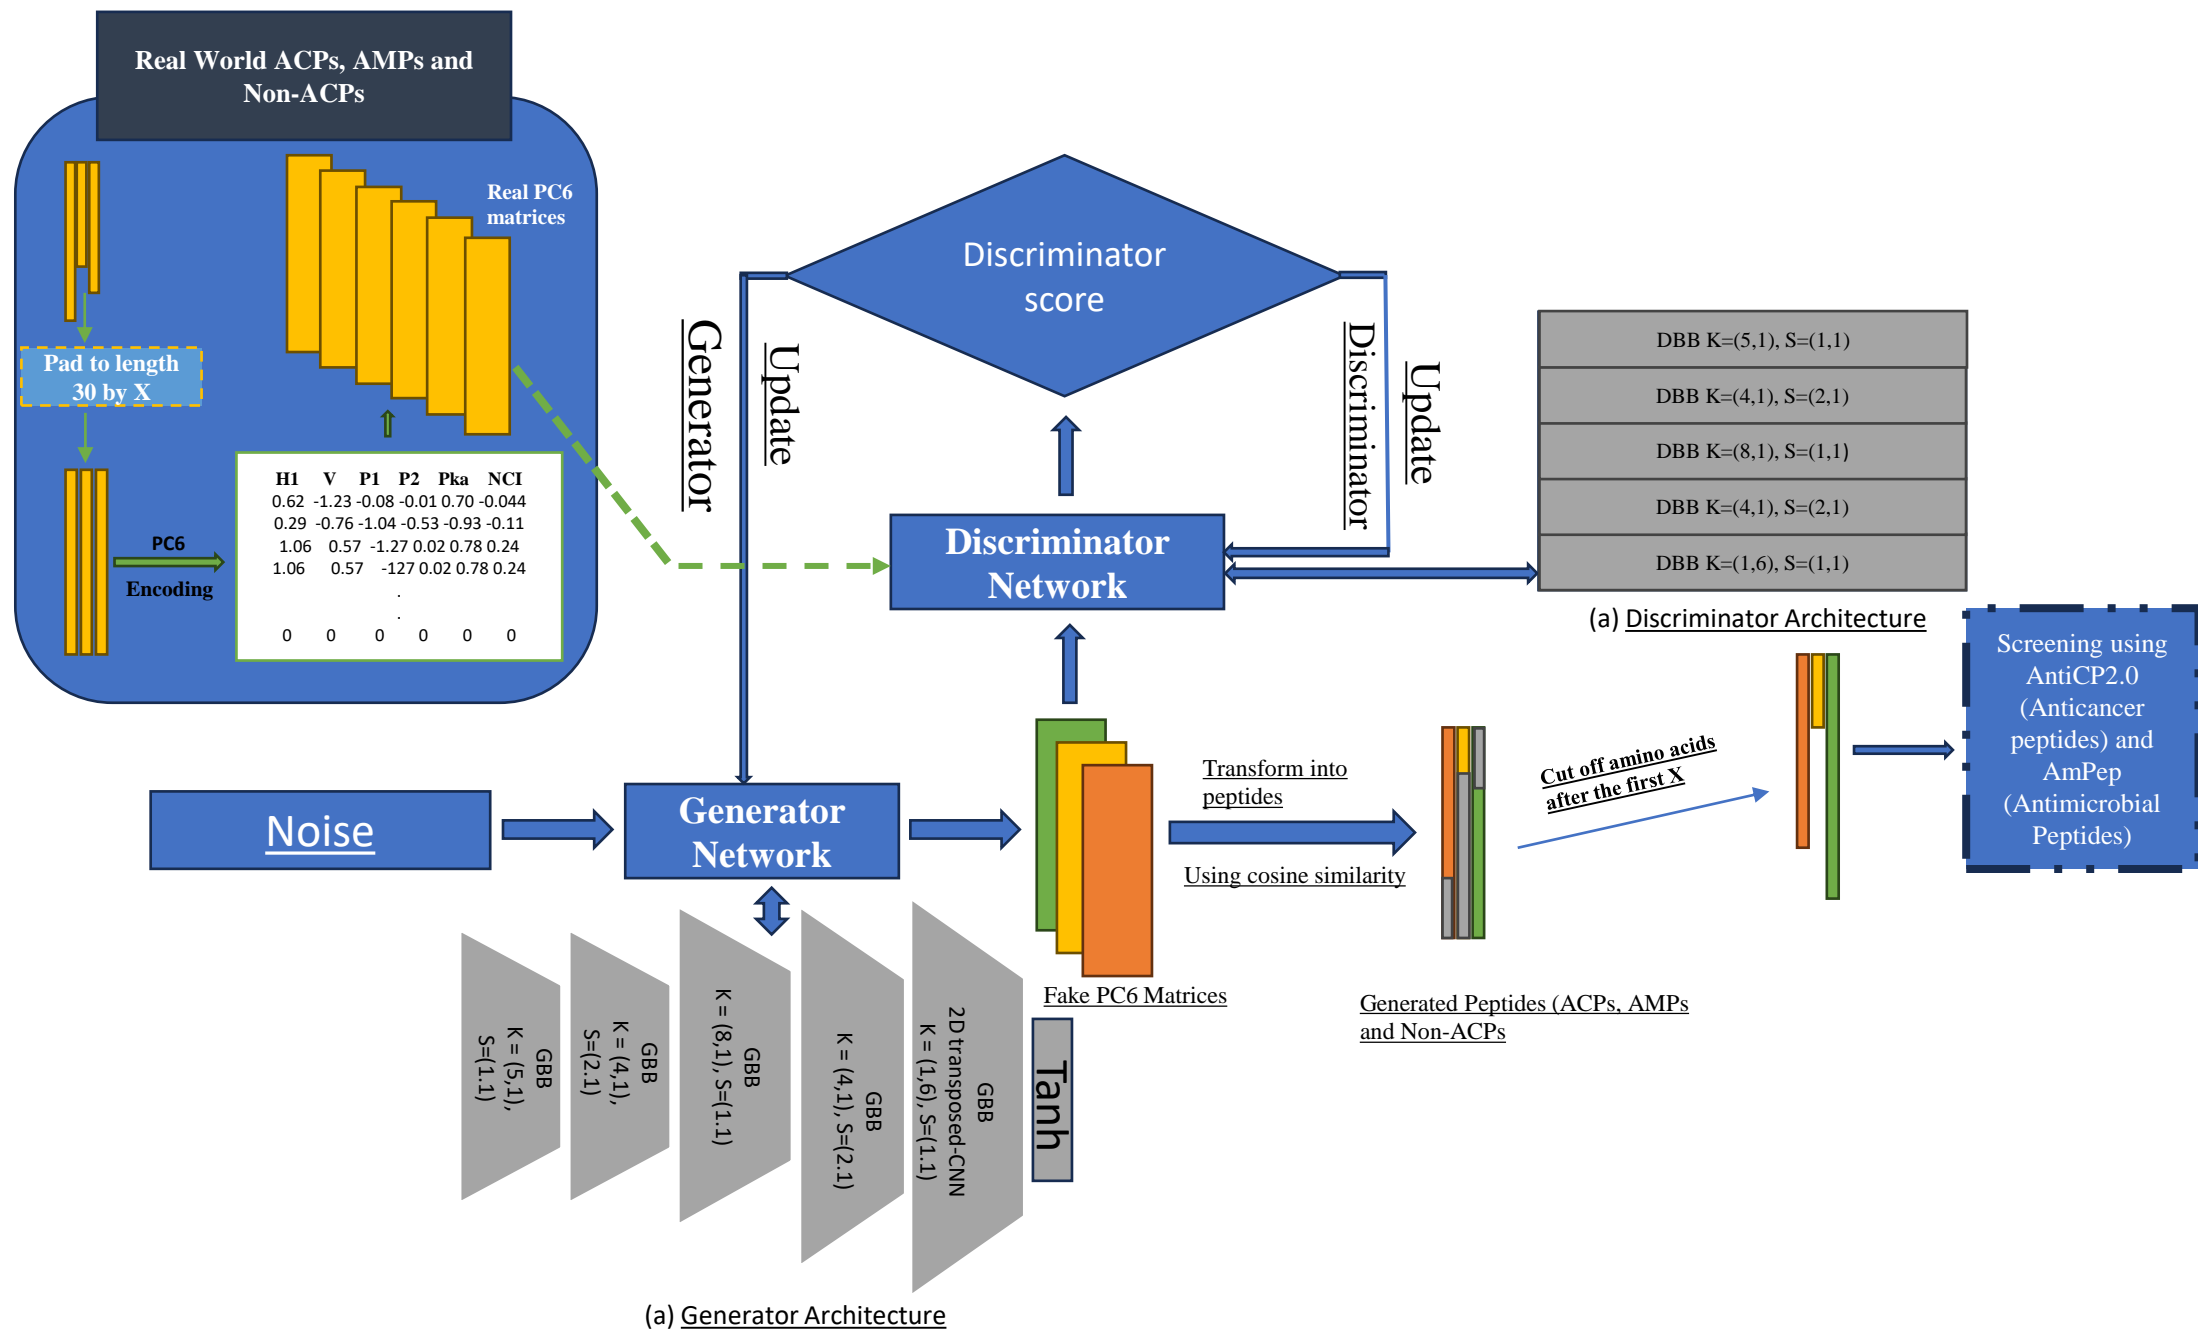 Real World ACPs, AMPs and
Non-ACPs
Real PC6
matrices
Pad to length
30 by X
PC6
Encoding
H1 V P1 P2 Pka NCI
0.62 -1.23 -0.08 -0.01 0.70 -0.044
0.29 -0.76 -1.04 -0.53 -0.93 -0.11
1.06 0.57 -1.27 0.02 0.78 0.24
1.06 0.57 -127 0.02 0.78 0.24
.
.
0 0 0 0 0 0
Discriminator
score
Update
Generator
Update
Discriminator
Discriminator
Network
DBB K=(5,1), S=(1,1)
DBB K=(4,1), S=(2,1)
DBB K=(8,1), S=(1,1)
DBB K=(4,1), S=(2,1)
DBB K=(1,6), S=(1,1)
(a) Discriminator Architecture
Noise
Generator
Network
Fake PC6 Matrices
Transform into
peptides
Using cosine similarity
Generated Peptides (ACPs, AMPs
and Non-ACPs
Cut off amino acids
after the first X
Screening using
AntiCP2.0
(Anticancer
peptides) and
AmPep
(Antimicrobial
Peptides)
GBB
K = (5,1),
S=(1.1)
GBB
K = (4,1),
S=(2.1)
GBB
K = (8,1), S=(1.1)
GBB
K = (4,1), S=(2.1)
GBB
2D transposed-CNN
K = (1,6), S=(1.1)
Tanh
(a) Generator Architecture